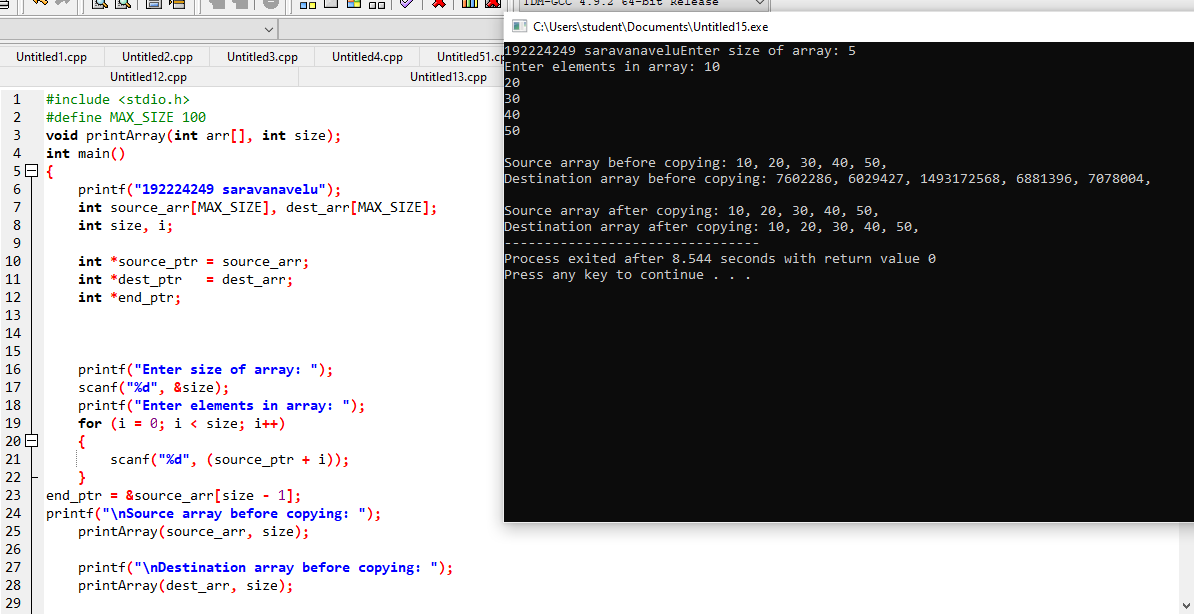 TDM-GCC 4.9.2 64-bit Release
Untitled1.cpp Untitled2.cpp Untitled3.cpp Untitled4.cpp Untitled51.cp
Untitled12.cpp Untitled13.cpp
1 #include <stdio.h>
2 #define MAX_SIZE 100
3 void printArray(int arr[], int size);
4 int main()
5 {
6 printf("192224249 saravanavelu");
7 int source_arr[MAX_SIZE], dest_arr[MAX_SIZE];
8 int size, i;
9
10 int *source_ptr = source_arr;
11 int *dest_ptr   = dest_arr;
12 int *end_ptr;
13
14
15
16 printf("Enter size of array: ");
17 scanf("%d", &size);
18 printf("Enter elements in array: ");
19 for (i = 0; i < size; i++)
20 {
21 scanf("%d", (source_ptr + i));
22 }
23 end_ptr = &source_arr[size - 1];
24 printf("\nSource array before copying: ");
25 printArray(source_arr, size);
26
27 printf("\nDestination array before copying: ");
28 printArray(dest_arr, size);
29
C:\Users\student\Documents\Untitled15.exe
192224249 saravanaveluEnter size of array: 5
Enter elements in array: 10
20
30
40
50
Source array before copying: 10, 20, 30, 40, 50,
Destination array before copying: 7602286, 6029427, 1493172568, 6881396, 7078004,
Source array after copying: 10, 20, 30, 40, 50,
Destination array after copying: 10, 20, 30, 40, 50,
--------------------------------
Process exited after 8.544 seconds with return value 0
Press any key to continue . . .